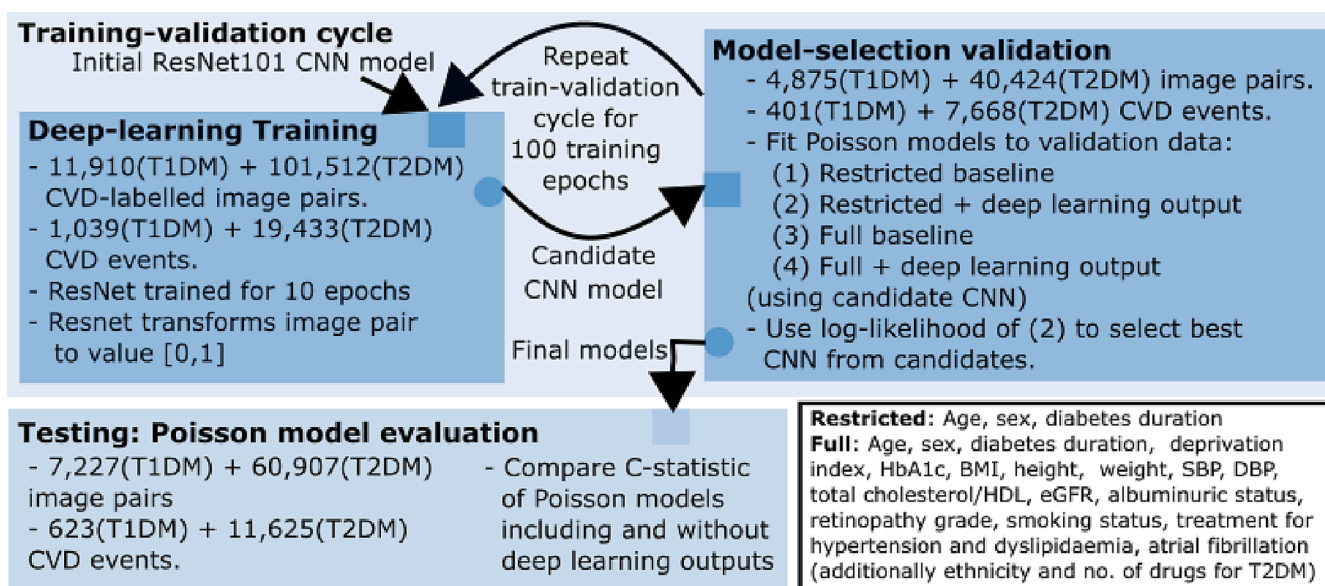 Training-validation cycle
Initial ResNet101 CNN model
Deep-learning Training
- 11,910(T1DM) + 101,512(T2DM)
CVD-labelled image pairs.
- 1,039(T1DM) + 19,433(T2DM)
CVD events.
- ResNet trained for 10 epochs
- Resnet transforms image pair
to value [0,1]
Repeat
train-validation
cycle for
100 training
epochs
Candidate
CNN model
Final models
Model-selection validation
- 4,875(T1DM) + 40,424(T2DM) image pairs.
- 401(T1DM) + 7,668(T2DM) CVD events.
- Fit Poisson models to validation data:
(1) Restricted baseline
(2) Restricted + deep learning output
(3) Full baseline
(4) Full + deep learning output
(using candidate CNN)
- Use log-likelihood of (2) to select best
CNN from candidates.
Testing: Poisson model evaluation
- 7,227(T1DM) + 60,907(T2DM)
image pairs
- 623(T1DM) + 11,625(T2DM)
CVD events.
- Compare C-statistic
of Poisson models
including and without
deep learning outputs
Restricted: Age, sex, diabetes duration
Full: Age, sex, diabetes duration, deprivation
index, HbA1c, BMI, height, weight, SBP, DBP,
total cholesterol/HDL, eGFR, albuminuric status,
retinopathy grade, smoking status, treatment for
hypertension and dyslipidaemia, atrial fibrillation
(additionally ethnicity and no. of drugs for T2DM)